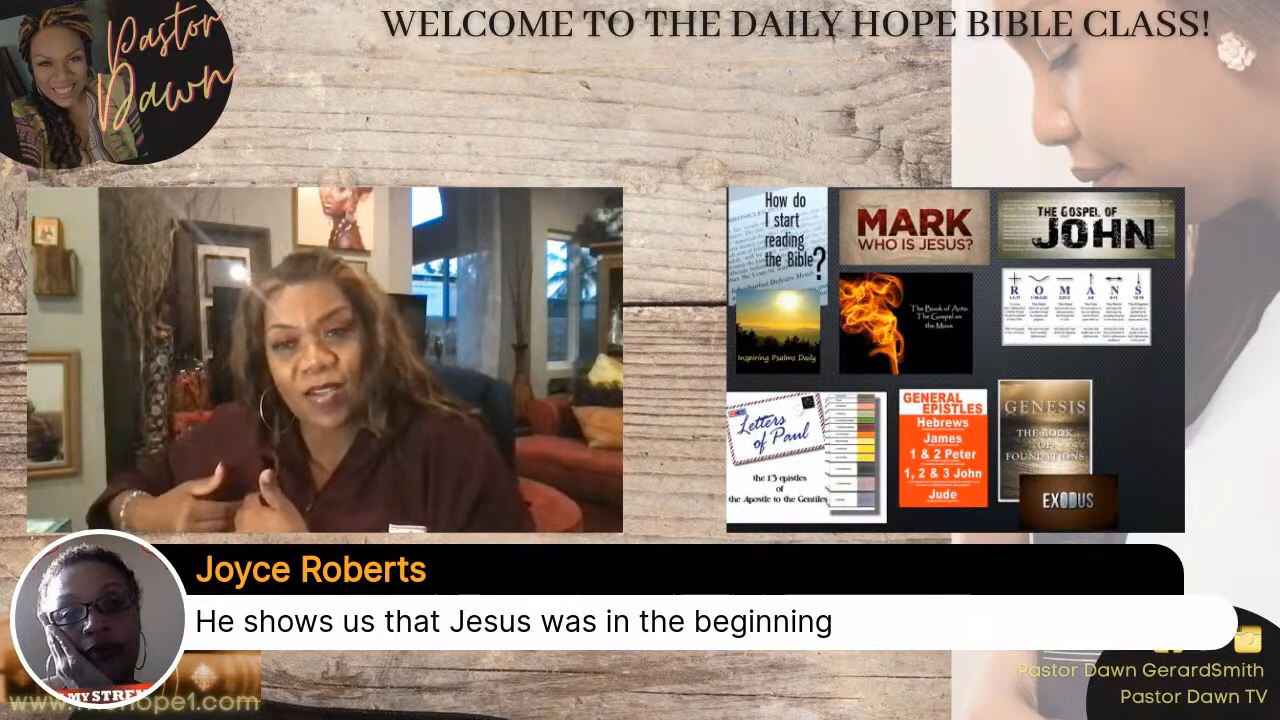 WELCOME TO THE DAILY HOPE BIBLE CLASS!
Pastor
Dawn
How do
I start
reading
the Bible?
MARK
WHO IS JESUS?
THE GOSPEL OF
JOHN
Inspiring Psalms Daily
The Book of Acts:
The Gospel on
the Move
R O M A N S
Letters
of Paul
the 13 epistles
of
the Apostle to the Gentiles
GENERAL
EPISTLES
Hebrews
James
1 & 2 Peter
1, 2 & 3 John
Jude
GENESIS
THE BOOK
OF
FOUNDATIONS
EXODUS
Joyce Roberts
He shows us that Jesus was in the beginning
MY STREN
Pastor Dawn GerardSmith
Pastor Dawn TV